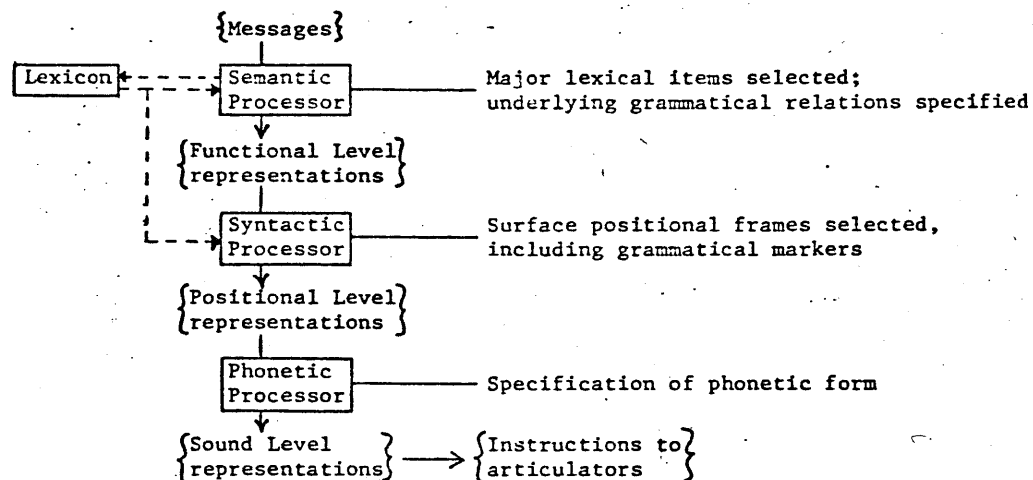 {Messages}
Lexicon
Semantic
Processor
Major lexical items selected;
underlying grammatical relations specified
{Functional Level}
{representations}
Syntactic
Processor
Surface positional frames selected,
including grammatical markers
{Positional Level}
{representations}
Phonetic
Processor
Specification of phonetic form
{Sound Level}
{representations}
{Instructions to}
{articulators}